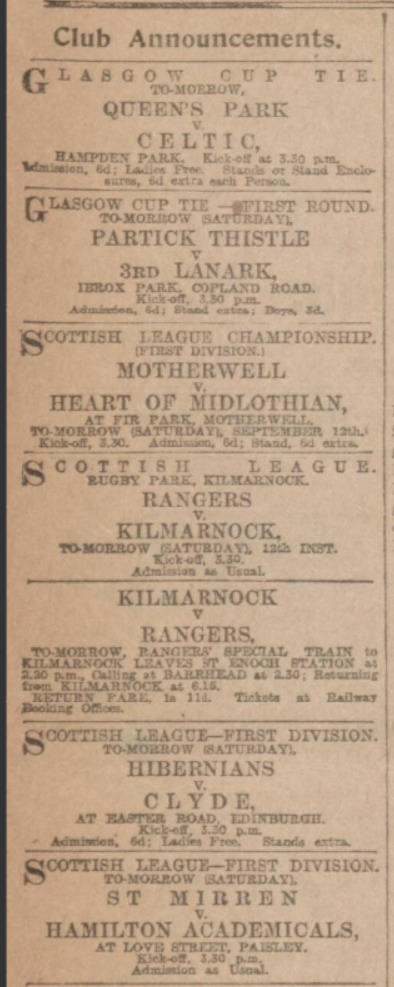 Club Announcements.
GLASGOW CUP TIE.
TO-MORROW,
QUEEN'S PARK
v.
CELTIC,
HAMPDEN PARK. Kick-off at 3.30 p.m.
Admission, 6d; Ladies Free. Stands or Stand Enclo-
sures, 6d extra each Person.
GLASGOW CUP TIE—FIRST ROUND.
TO-MORROW (SATURDAY),
PARTICK THISTLE
v
3RD LANARK,
IBROX PARK, COPLAND ROAD.
Kick-off, 3.30 p.m.
Admission, 6d; Stand extra; Boys, 3d.
SCOTTISH LEAGUE CHAMPIONSHIP.
(FIRST DIVISION.)
MOTHERWELL
v.
HEART OF MIDLOTHIAN,
AT FIR PARK, MOTHERWELL,
TO-MORROW (SATURDAY), SEPTEMBER 12th.
Kick-off, 3.30. Admission, 6d; Stand, 6d extra.
SCOTTISH LEAGUE.
RUGBY PARK, KILMARNOCK.
RANGERS
V.
KILMARNOCK,
TO-MORROW (SATURDAY), 12th INST.
Kick-off, 3.30.
Admission as Usual.
KILMARNOCK
V
RANGERS,
TO-MORROW, RANGERS' SPECIAL TRAIN to
KILMARNOCK LEAVES ST ENOCH STATION at
2.20 p.m., Calling at BARRHEAD at 2.30; Returning
from KILMARNOCK at 6.15.
RETURN FARE, 1s 11d. Tickets at Railway
Booking Offices.
SCOTTISH LEAGUE—FIRST DIVISION.
TO-MORROW (SATURDAY),
HIBERNIANS
V.
CLYDE,
AT EASTER ROAD, EDINBURGH.
Kick-off, 3.30 p.m.
Admission, 6d; Ladies Free. Stands extra.
SCOTTISH LEAGUE—FIRST DIVISION.
TO-MORROW (SATURDAY),
ST MIRREN
V.
HAMILTON ACADEMICALS,
AT LOVE STREET, PAISLEY.
Kick-off, 3.30 p.m.
Admission as Usual.